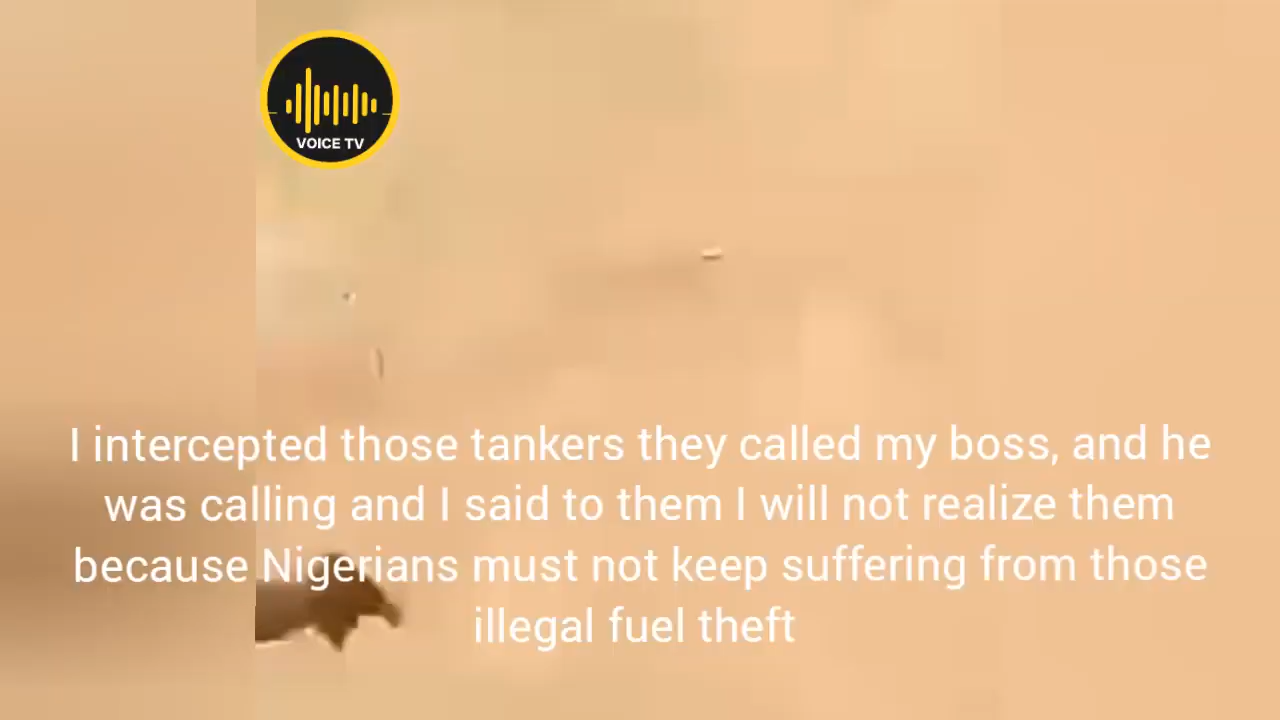 VOICE TV
I intercepted those tankers they called my boss, and he
was calling and I said to them I will not realize them
because Nigerians must not keep suffering from those
illegal fuel theft